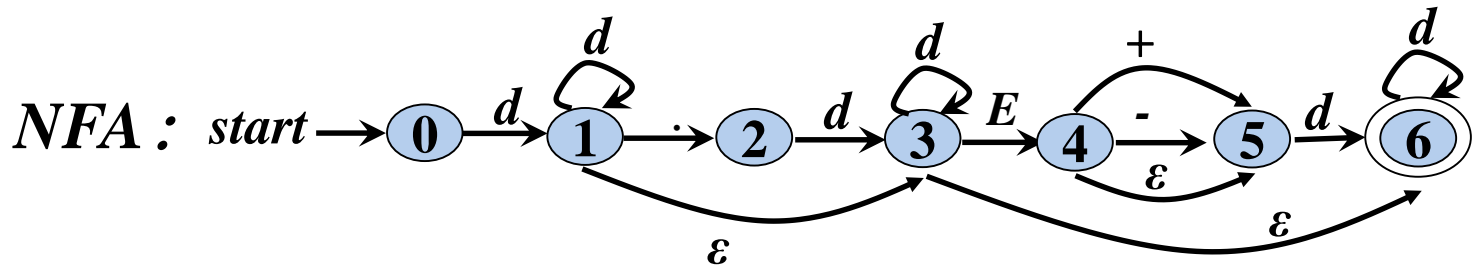 d d + d
NFA : start 0 d 1 . 2 d 3 E 4 - 5 d 6
ε
ε ε